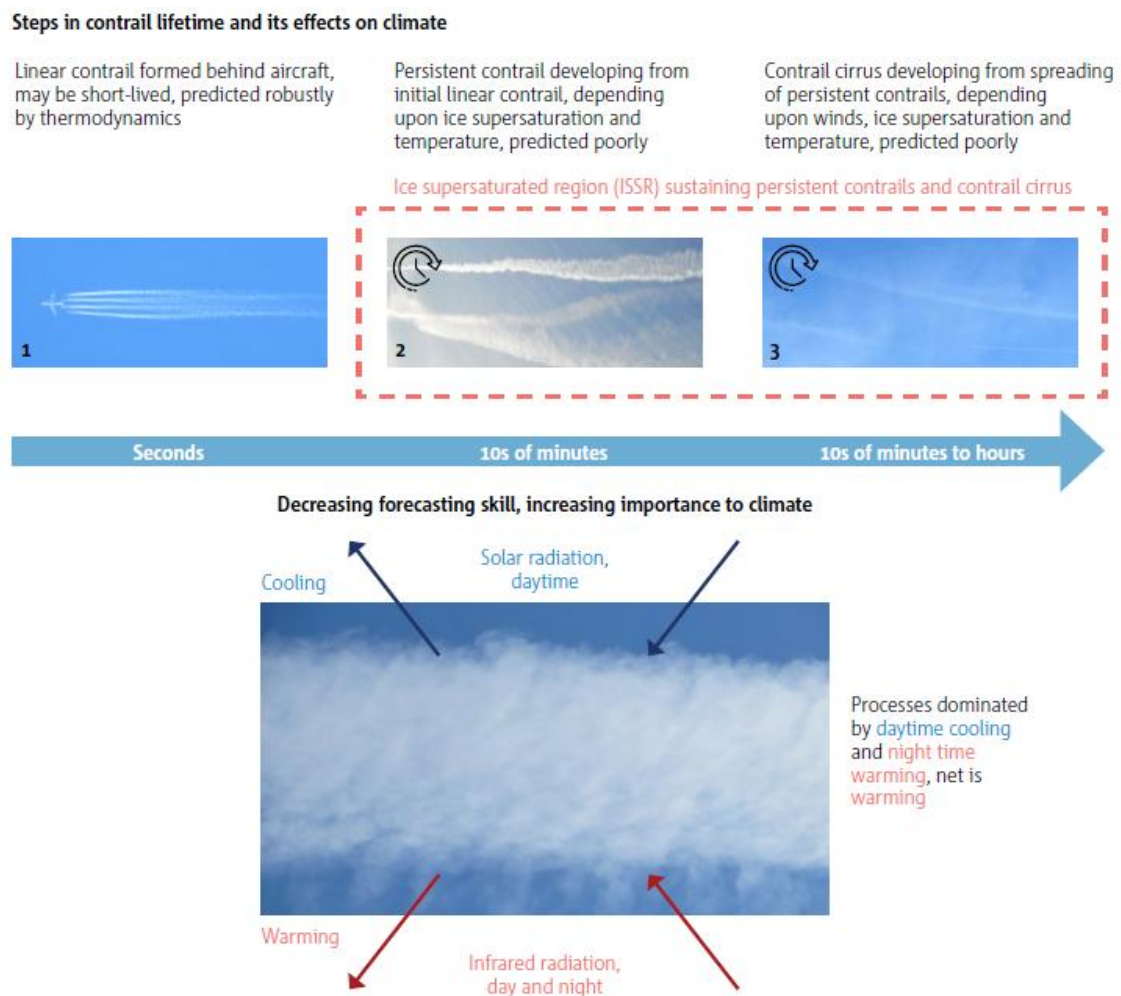 Steps in contrail lifetime and its effects on climate
Linear contrail formed behind aircraft,
may be short-lived, predicted robustly
by thermodynamics
Persistent contrail developing from
initial linear contrail, depending
upon ice supersaturation and
temperature, predicted poorly
Contrail cirrus developing from spreading
of persistent contrails, depending
upon winds, ice supersaturation and
temperature, predicted poorly
Ice supersaturated region (ISSR) sustaining persistent contrails and contrail cirrus
1
2
3
Seconds
10s of minutes
10s of minutes to hours
Decreasing forecasting skill, increasing importance to climate
Cooling
Solar radiation,
daytime
Processes dominated
by daytime cooling
and night time
warming, net is
warming
Warming
Infrared radiation,
day and night